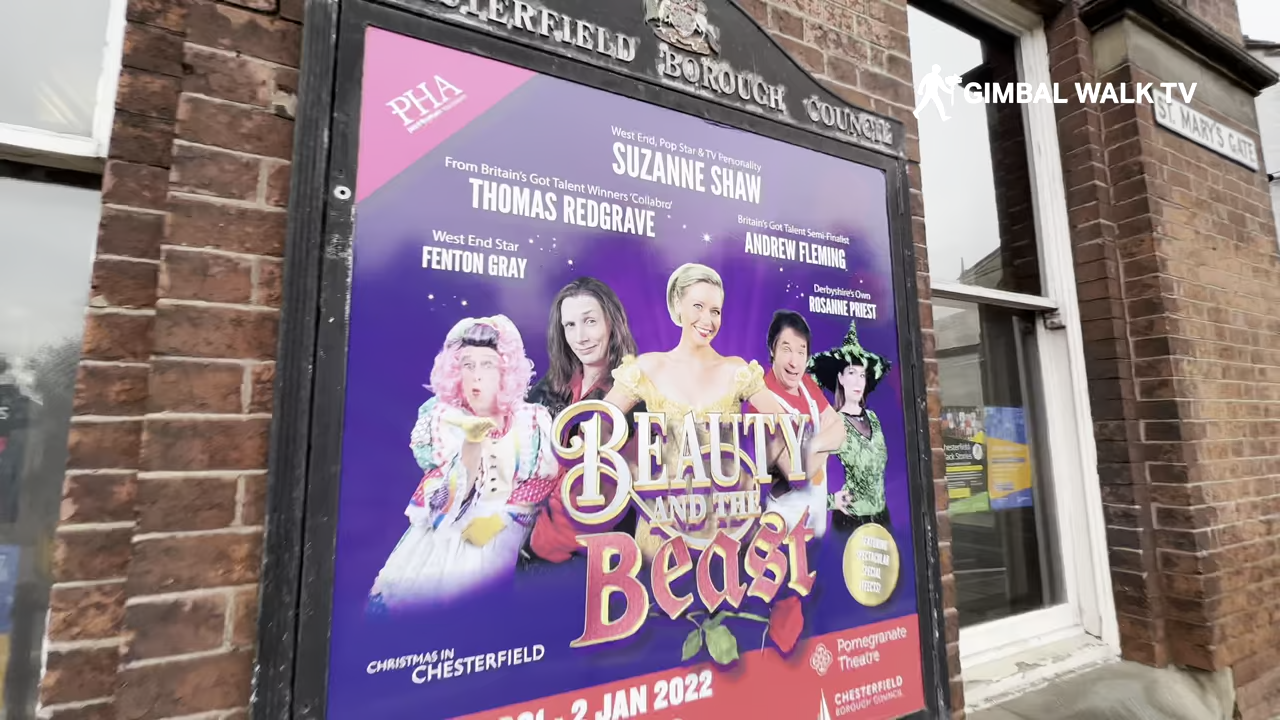 GIMBAL WALK TV
BOROUGH
COUNCIL
ST. MARY'S GATE
PHA
West End, Pop Star & TV Personality
SUZANNE SHAW
From Britain's Got Talent Winners 'Collabro'
THOMAS REDGRAVE
Britain's Got Talent Semi-Finalist
ANDREW FLEMING
West End Star
FENTON GRAY
Derbyshire's Own
ROSANNE PRIEST
BEAUTY
AND THE
Beast
FEATURING
SPECTACULAR
SPECIAL
EFFECTS!
CHRISTMAS IN
CHESTERFIELD
Pomegranate
Theatre
2 JAN 2022
CHESTERFIELD
BOROUGH COUNCIL